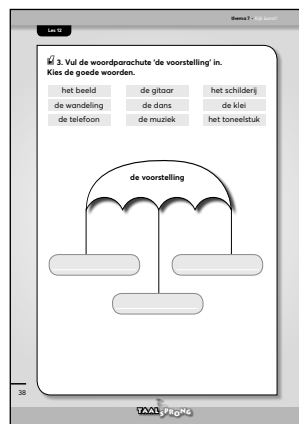 thema 7 • Kijk kunst!
Les 12
3. Vul de woordparachute ‘de voorstelling’ in.
Kies de goede woorden.
het beeld de gitaar het schilderij
de wandeling de dans de klei
de telefoon de muziek het toneelstuk
de voorstelling
38
TAALSPRONG